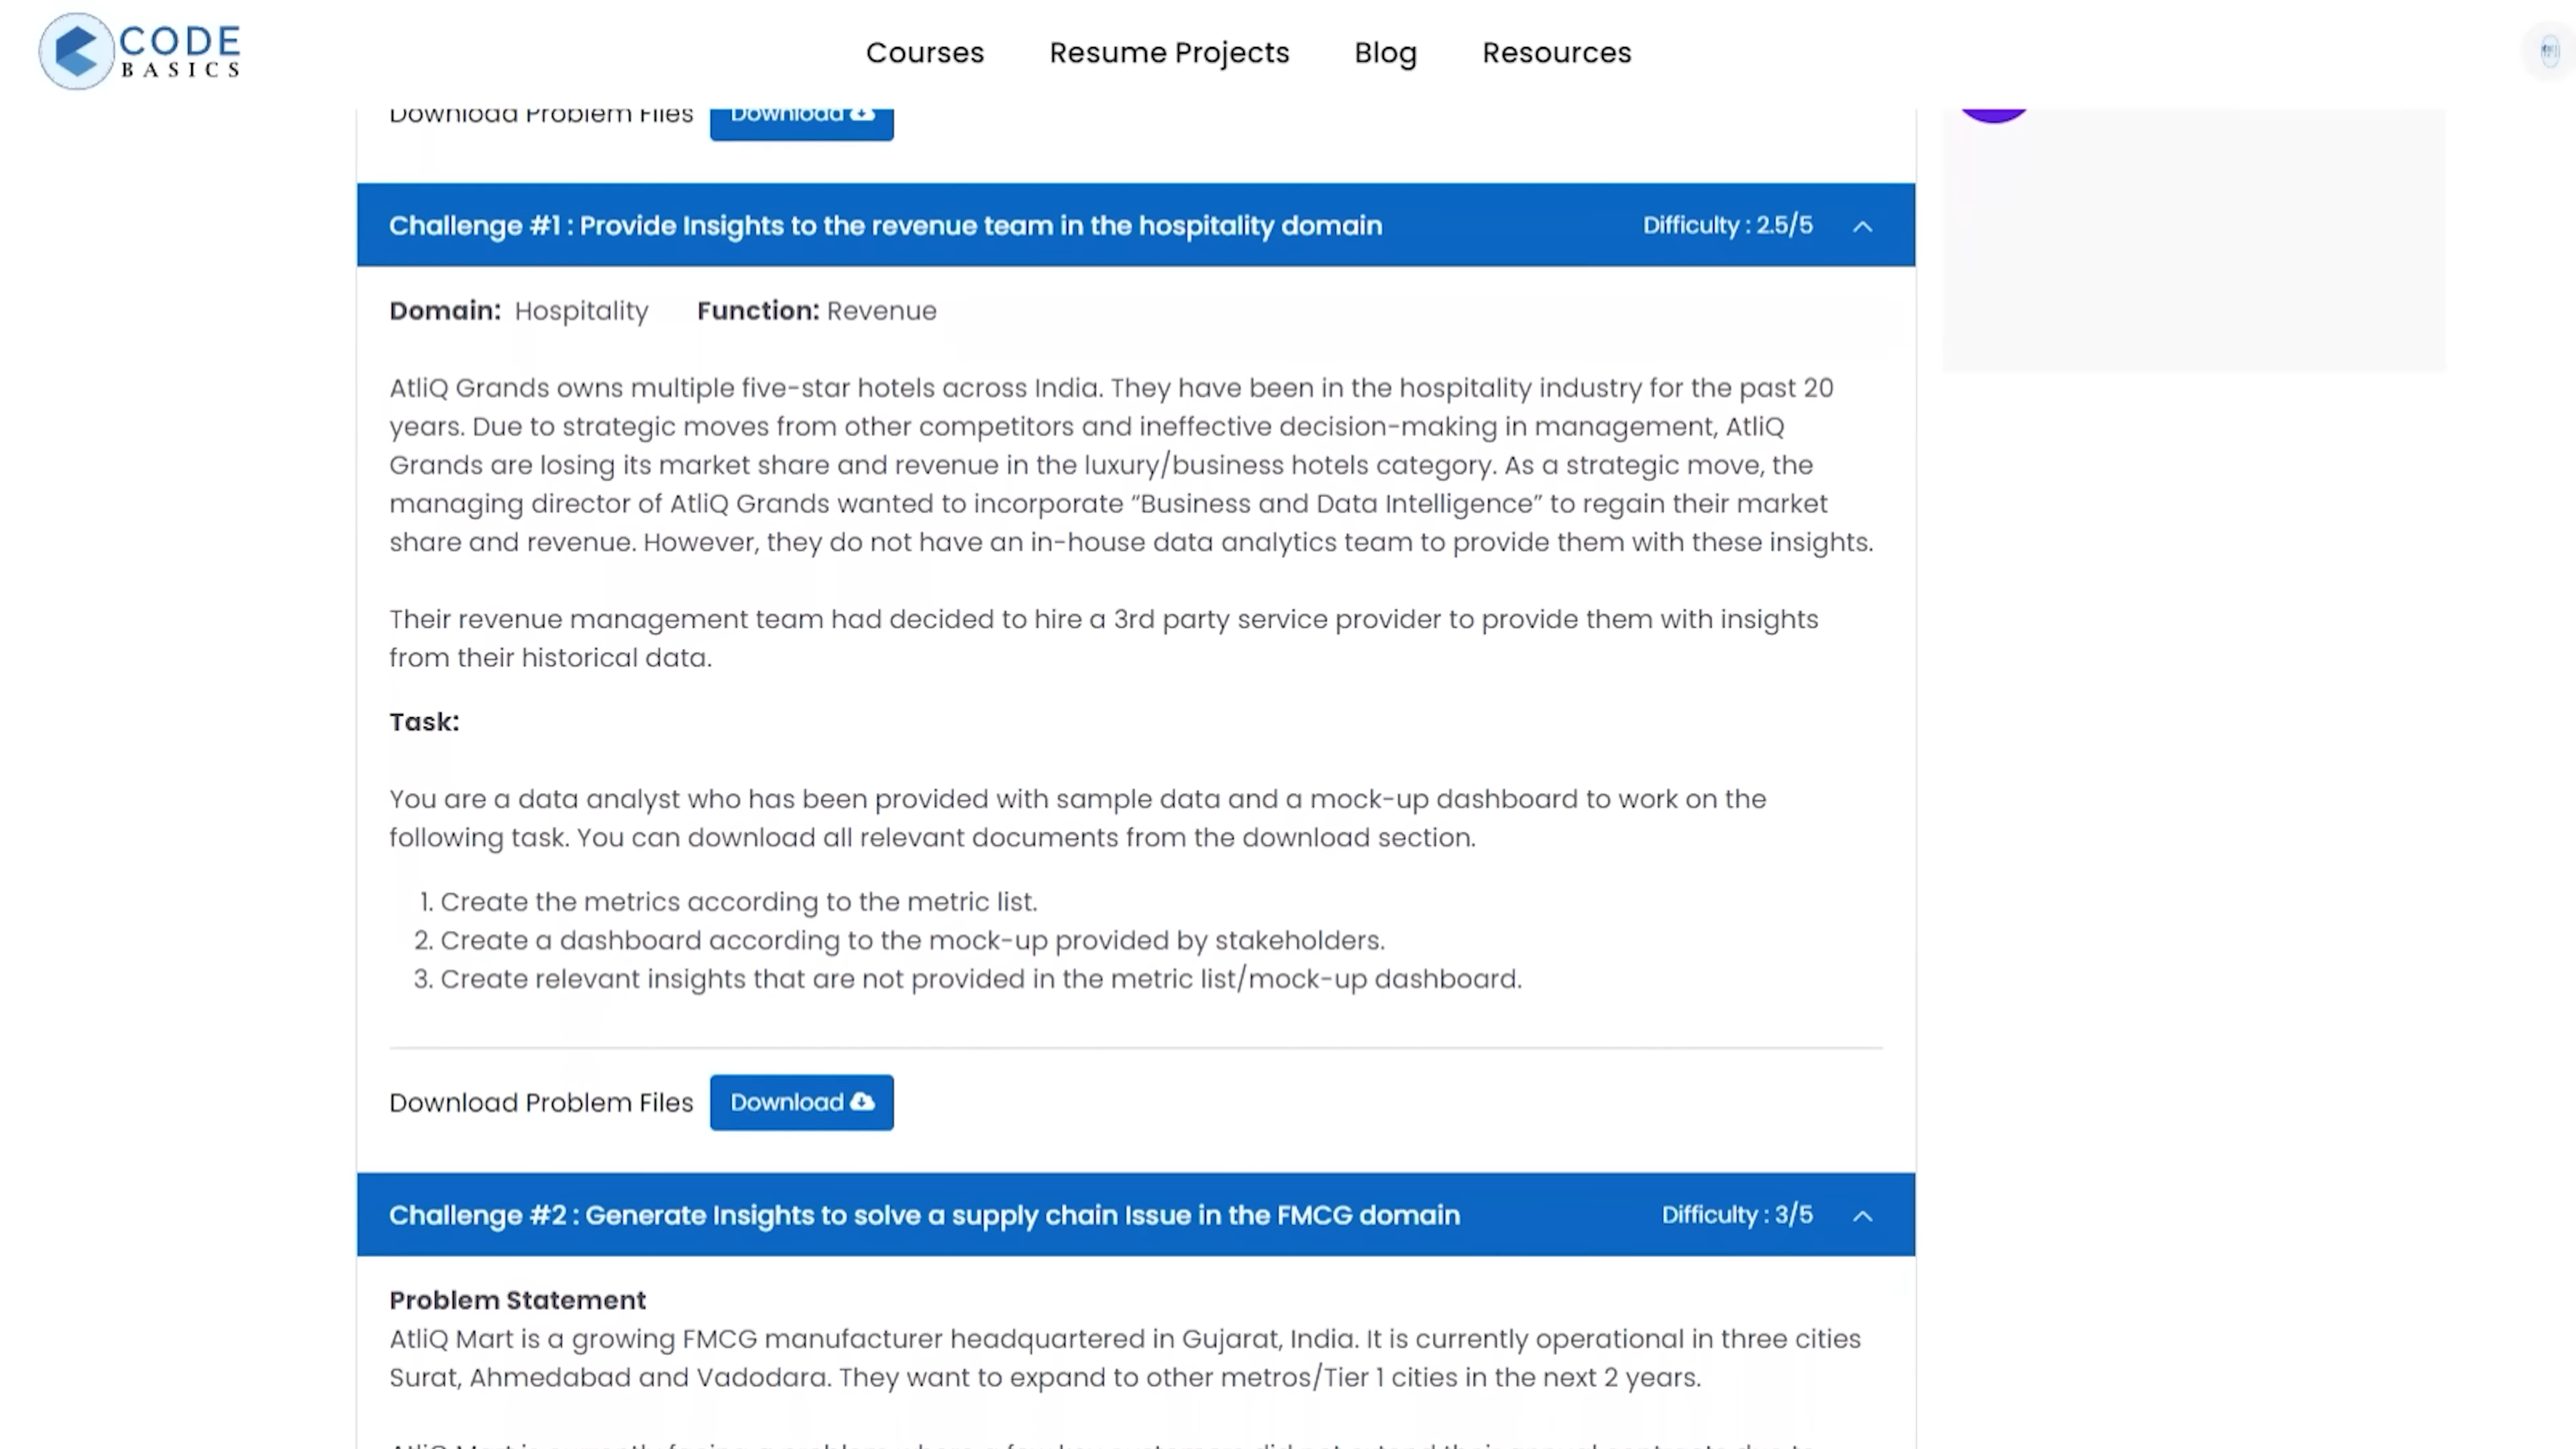 CODE
BASICS
Courses Resume Projects Blog Resources
Download Problem Files Download
Challenge #1 : Provide Insights to the revenue team in the hospitality domain Difficulty : 2.5/5
Domain: Hospitality Function: Revenue
AtliQ Grands owns multiple five-star hotels across India. They have been in the hospitality industry for the past 20
years. Due to strategic moves from other competitors and ineffective decision-making in management, AtliQ
Grands are losing its market share and revenue in the luxury/business hotels category. As a strategic move, the
managing director of AtliQ Grands wanted to incorporate “Business and Data Intelligence” to regain their market
share and revenue. However, they do not have an in-house data analytics team to provide them with these insights.
Their revenue management team had decided to hire a 3rd party service provider to provide them with insights
from their historical data.
Task:
You are a data analyst who has been provided with sample data and a mock-up dashboard to work on the
following task. You can download all relevant documents from the download section.
1. Create the metrics according to the metric list.
2. Create a dashboard according to the mock-up provided by stakeholders.
3. Create relevant insights that are not provided in the metric list/mock-up dashboard.
Download Problem Files Download
Challenge #2 : Generate Insights to solve a supply chain Issue in the FMCG domain Difficulty : 3/5
Problem Statement
AtliQ Mart is a growing FMCG manufacturer headquartered in Gujarat, India. It is currently operational in three cities
Surat, Ahmedabad and Vadodara. They want to expand to other metros/Tier 1 cities in the next 2 years.